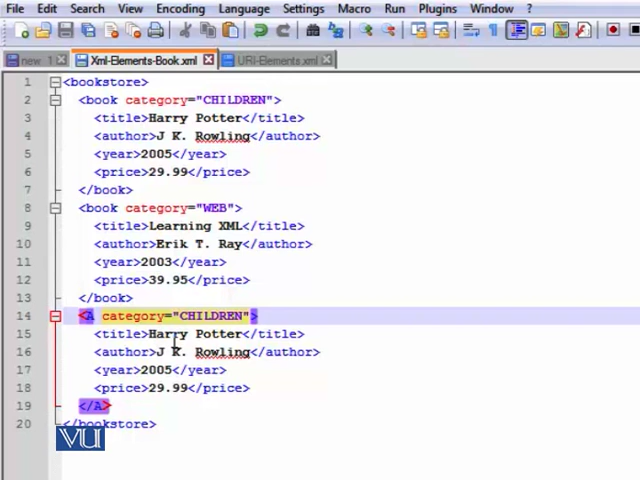 File Edit Search View Encoding Language Settings Macro Run Plugins Window ?
new 1 Xml-Elements-Book.xml URI-Elements.xml
1 <bookstore>
2 <book category="CHILDREN">
3 <title>Harry Potter</title>
4 <author>J K. Rowling</author>
5 <year>2005</year>
6 <price>29.99</price>
7 </book>
8 <book category="WEB">
9 <title>Learning XML</title>
10 <author>Erik T. Ray</author>
11 <year>2003</year>
12 <price>39.95</price>
13 </book>
14 <A category="CHILDREN">
15 <title>Harry Potter</title>
16 <author>J K. Rowling</author>
17 <year>2005</year>
18 <price>29.99</price>
19 </A>
20 </bookstore>
VU